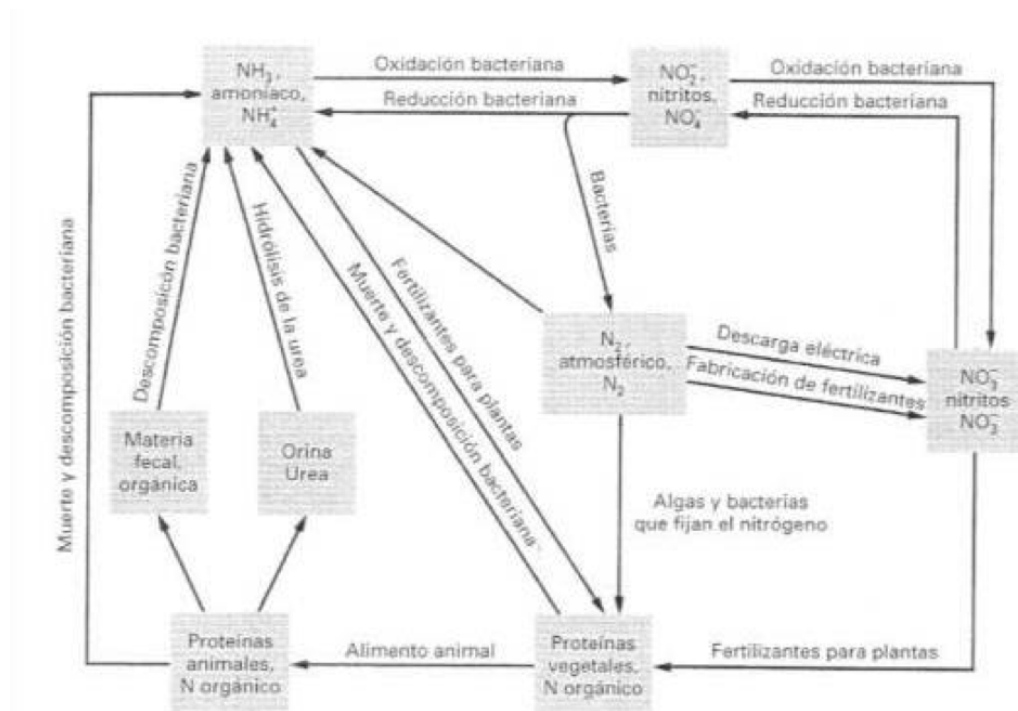 NH₃,
amoníaco,
NH₄⁺
Oxidación bacteriana
Reducción bacteriana
NO₂⁻,
nitritos,
NO₄⁻
Oxidación bacteriana
Reducción bacteriana
Bacterias
Descomposicón bacteriana
Hidrólisis de la urea
Fertilizantes para plantas
Muerte y descomposición bacteriana
Muerte y descomposición bacteriana
N₂,
atmosférico,
N₂
Descarga eléctrica
Fabricación de fertilizantes
NO₃⁻
nitritos
NO₃⁻
Materia
fecal,
orgánica
Orina
Urea
Algas y bacterias
que fijan el nitrógeno
Proteínas
animales,
N orgánico
Alimento animal
Proteínas
vegetales,
N orgánico
Fertilizantes para plantas